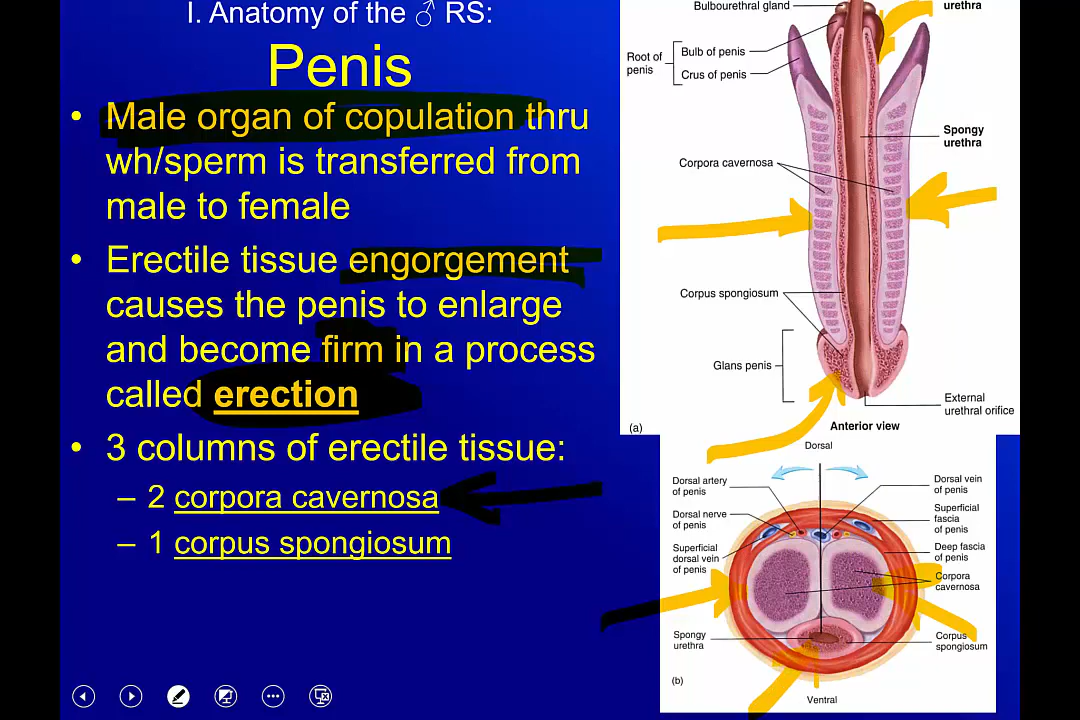 I. Anatomy of the ♂ RS:
Penis
• Male organ of copulation thru
wh/sperm is transferred from
male to female
• Erectile tissue engorgement
causes the penis to enlarge
and become firm in a process
called erection
• 3 columns of erectile tissue:
– 2 corpora cavernosa
– 1 corpus spongiosum
Bulbourethral gland
urethra
Root of
penis
Bulb of penis
Crus of penis
Spongy
urethra
Corpora cavernosa
Corpus spongiosum
Glans penis
External
urethral orifice
(a)
Anterior view
Dorsal
Dorsal artery
of penis
Dorsal vein
of penis
Dorsal nerve
of penis
Superficial
fascia
of penis
Superficial
dorsal vein
of penis
Deep fascia
of penis
Corpora
cavernosa
Spongy
urethra
Corpus
spongiosum
(b)
Ventral